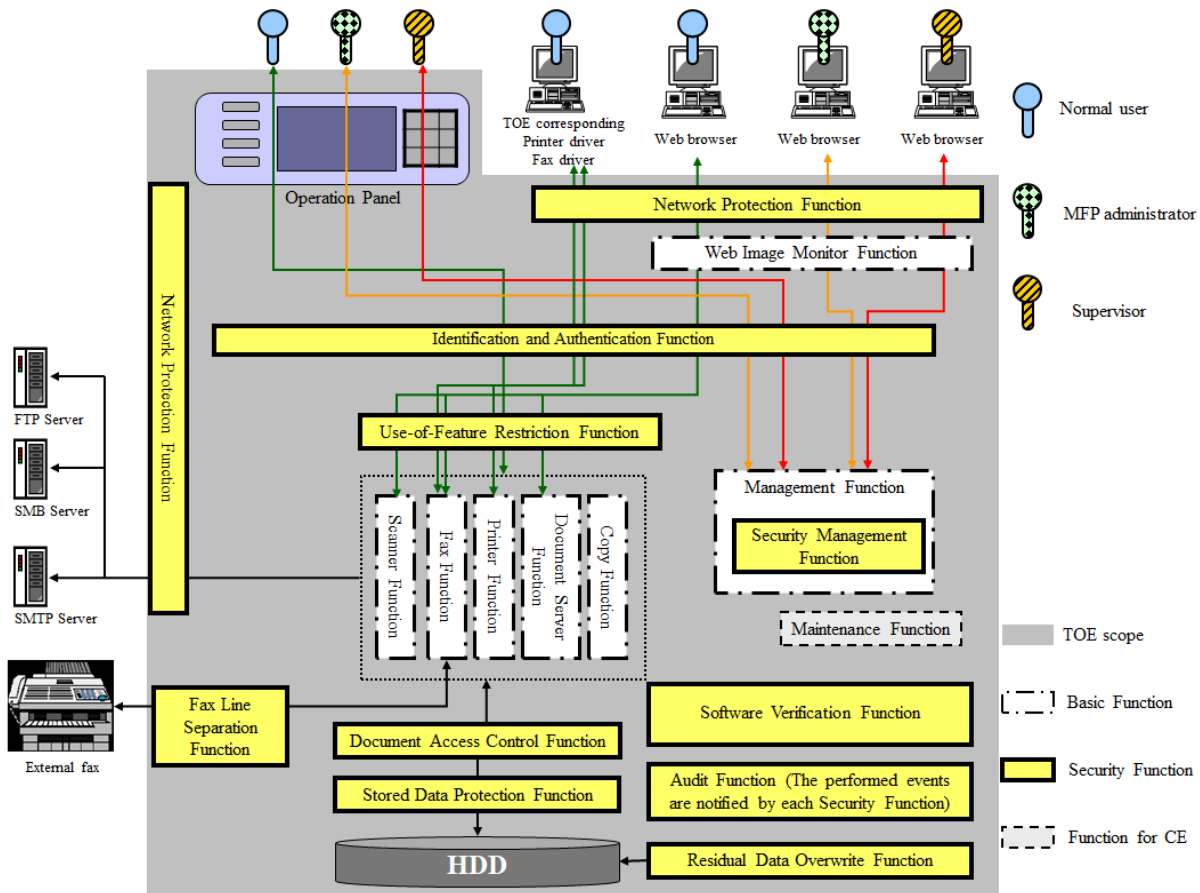 TOE corresponding
Printer driver
Fax driver
Web browser
Web browser
Web browser
Normal user
MFP administrator
Supervisor
Operation Panel
Network Protection Function
Web Image Monitor Function
Network Protection Function
Identification and Authentication Function
FTP Server
SMB Server
SMTP Server
Use-of-Feature Restriction Function
Scanner Function
Fax Function
Printer Function
Document Server
Function
Copy Function
Management Function
Security Management
Function
Maintenance Function
TOE scope
Basic Function
Security Function
Function for CE
External fax
Fax Line
Separation
Function
Document Access Control Function
Stored Data Protection Function
HDD
Software Verification Function
Audit Function (The performed events
are notified by each Security Function)
Residual Data Overwrite Function